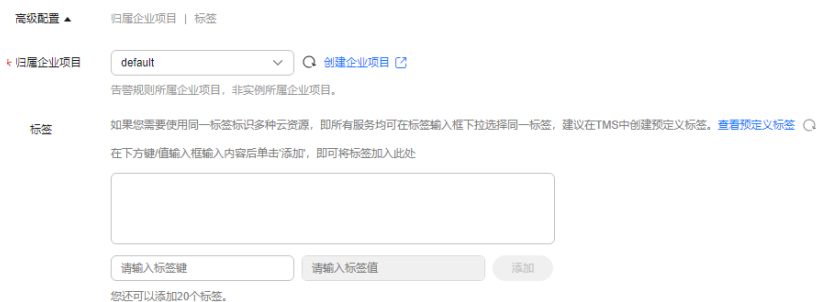 高级配置 ▲ 归属企业项目 | 标签
* 归属企业项目 default 创建企业项目
告警规则所属企业项目，非实例所属企业项目。
标签 如果您需要使用同一标签标识多种云资源，即所有服务均可在标签输入框下拉选择同一标签，建议在TMS中创建预定义标签。查看预定义标签
在下方键/值输入框输入内容后单击'添加'，即可将标签加入此处
请输入标签键 请输入标签值 添加
您还可以添加20个标签。